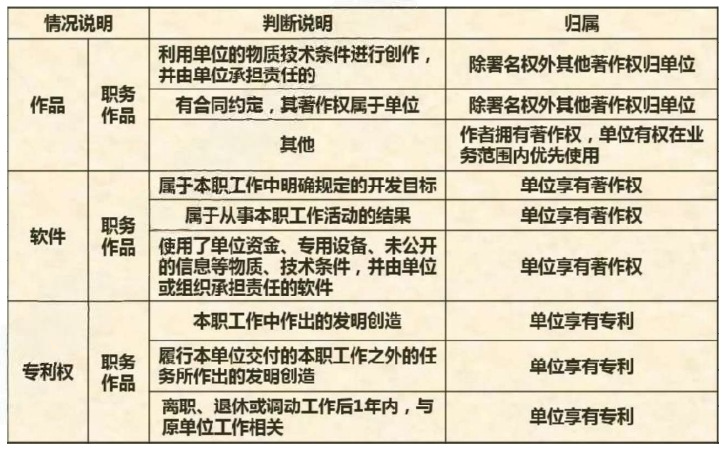 情况说明 判断说明 归属
作品
职务
作品
利用单位的物质技术条件进行创作，
并由单位承担责任的
除署名权外其他著作权归单位
有合同约定，其著作权属于单位
除署名权外其他著作权归单位
其他
作者拥有著作权，单位有权在业
务范围内优先使用
软件
职务
作品
属于本职工作中明确规定的开发目标
单位享有著作权
属于从事本职工作活动的结果
单位享有著作权
使用了单位资金、专用设备、未公开
的信息等物质、技术条件，并由单位
或组织承担责任的软件
单位享有著作权
专利权
职务
作品
本职工作中作出的发明创造
单位享有专利
履行本单位交付的本职工作之外的任
务所作出的发明创造
单位享有专利
离职、退休或调动工作后1年内，与
原单位工作相关
单位享有专利